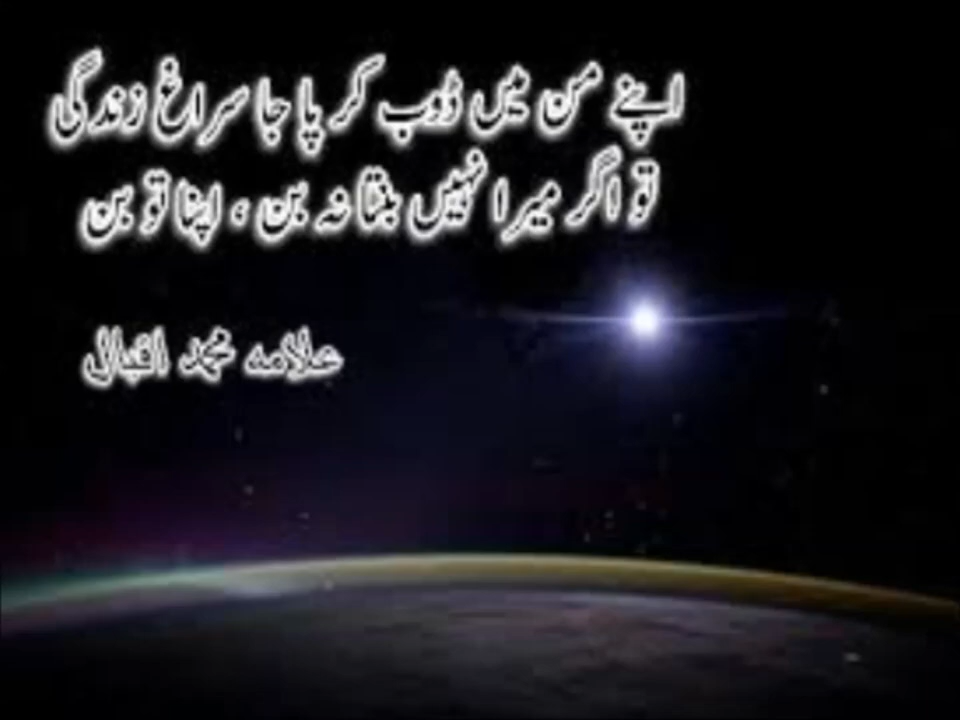 اپنے من میں ڈوب کر پا جا سراغ زندگی
تو اگر میرا نہیں بنتا نہ بن ، اپنا تو بن
علامہ محمد اقبال